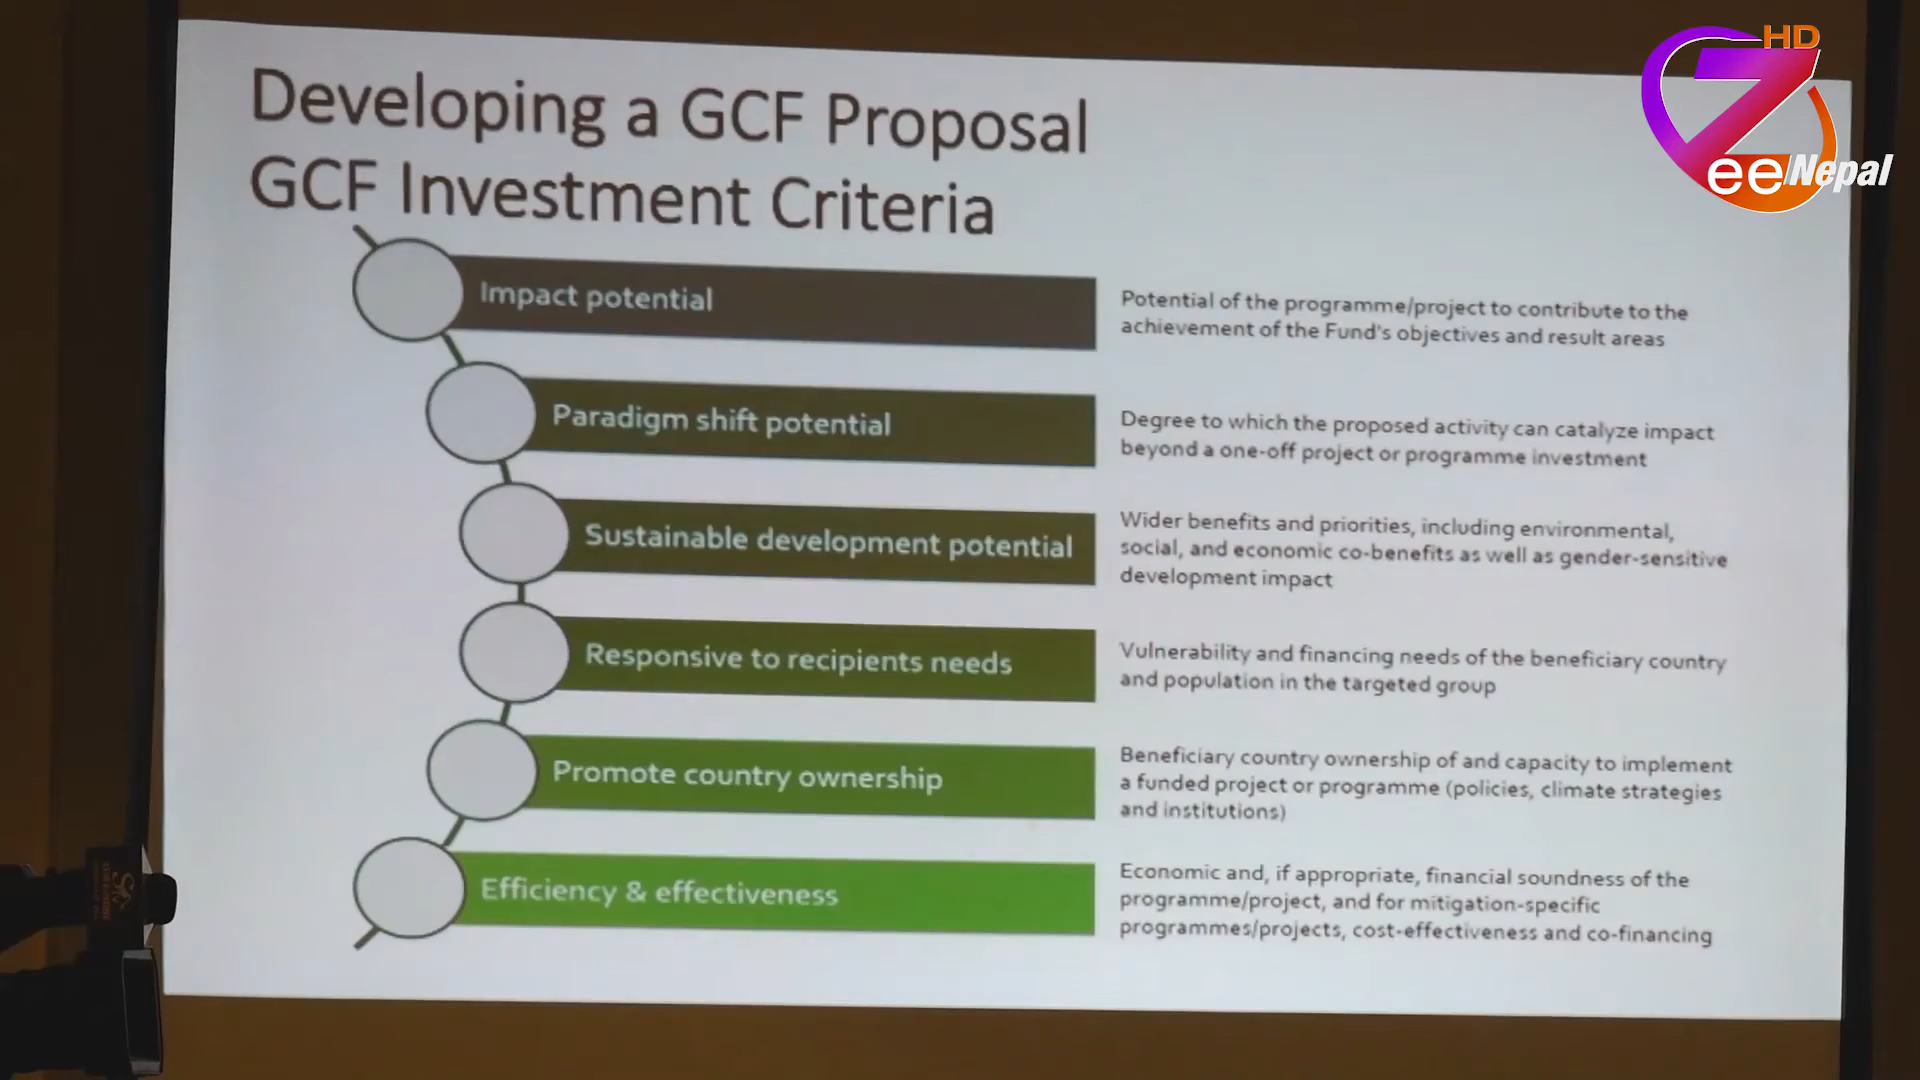 Developing a GCF Proposal
GCF Investment Criteria
Impact potential
Potential of the programme/project to contribute to the
achievement of the Fund's objectives and result areas
Paradigm shift potential
Degree to which the proposed activity can catalyze impact
beyond a one-off project or programme investment
Sustainable development potential
Wider benefits and priorities, including environmental,
social, and economic co-benefits as well as gender-sensitive
development impact
Responsive to recipients needs
Vulnerability and financing needs of the beneficiary country
and population in the targeted group
Promote country ownership
Beneficiary country ownership of and capacity to implement
a funded project or programme (policies, climate strategies
and institutions)
Efficiency & effectiveness
Economic and, if appropriate, financial soundness of the
programme/project, and for mitigation-specific
programmes/projects, cost-effectiveness and co-financing
HD
Zee Nepal